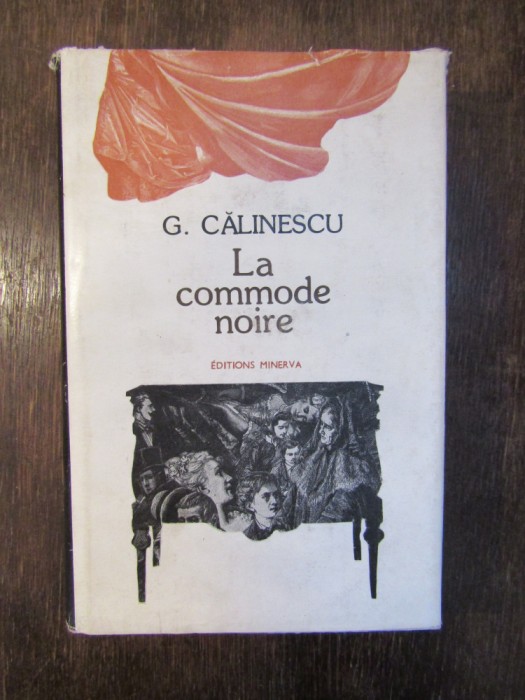 G. CĂLINESCU
La
commode
noire
ÉDITIONS MINERVA